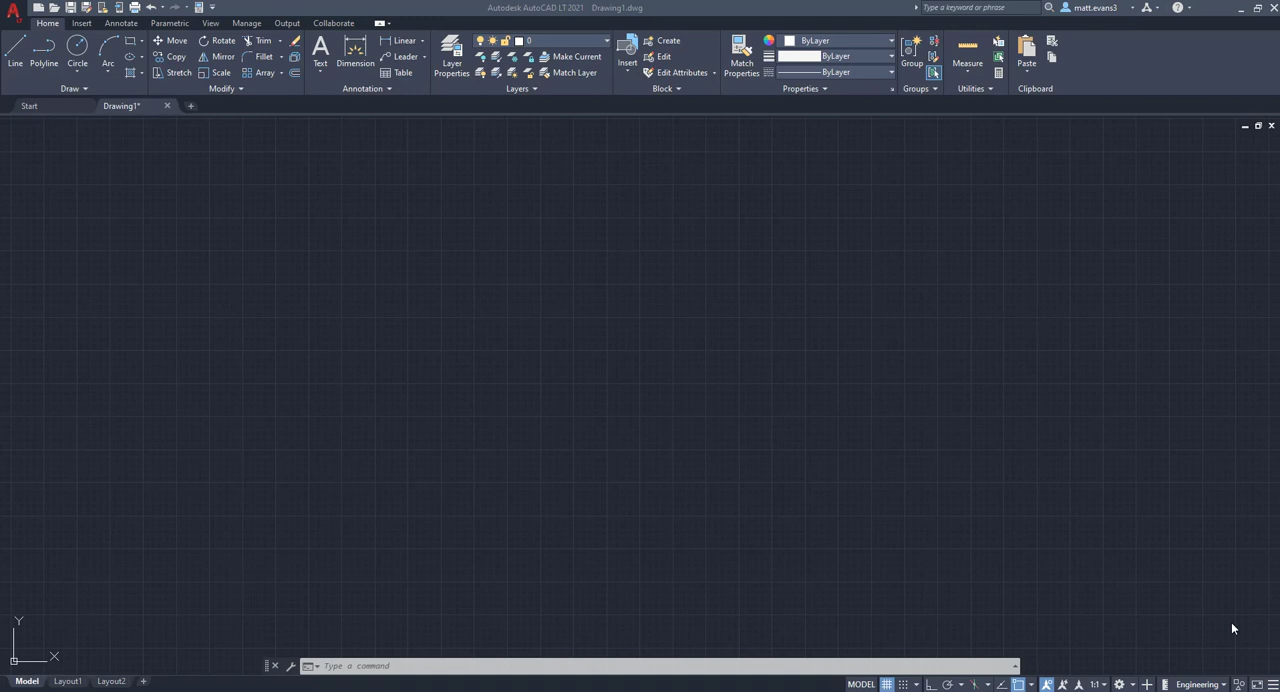 Autodesk AutoCAD LT 2021 Drawing1.dwg
Type a keyword or phrase
matt.evans3
Home Insert Annotate Parametric View Manage Output Collaborate
Line Polyline Circle Arc
Draw
Move Rotate Trim
Copy Mirror Fillet
Stretch Scale Array
Modify
Text Dimension
Linear
Leader
Table
Annotation
Layer Properties
0
Make Current
Match Layer
Layers
Insert
Create
Edit
Edit Attributes
Block
Match Properties
ByLayer
ByLayer
ByLayer
Properties
Group
Groups
Measure
Utilities
Paste
Clipboard
Start Drawing1*
Y
X
Type a command
Model Layout1 Layout2
MODEL 1:1 Engineering